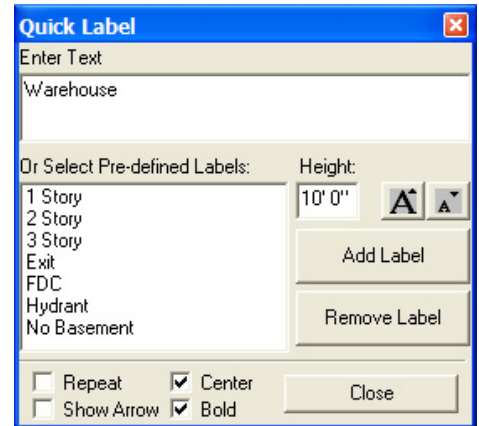 Quick Label
Enter Text
Warehouse
Or Select Pre-defined Labels:
1 Story
2 Story
3 Story
Exit
FDC
Hydrant
No Basement
Height:
10' 0"
A A
Add Label
Remove Label
Repeat Center
Show Arrow Bold
Close